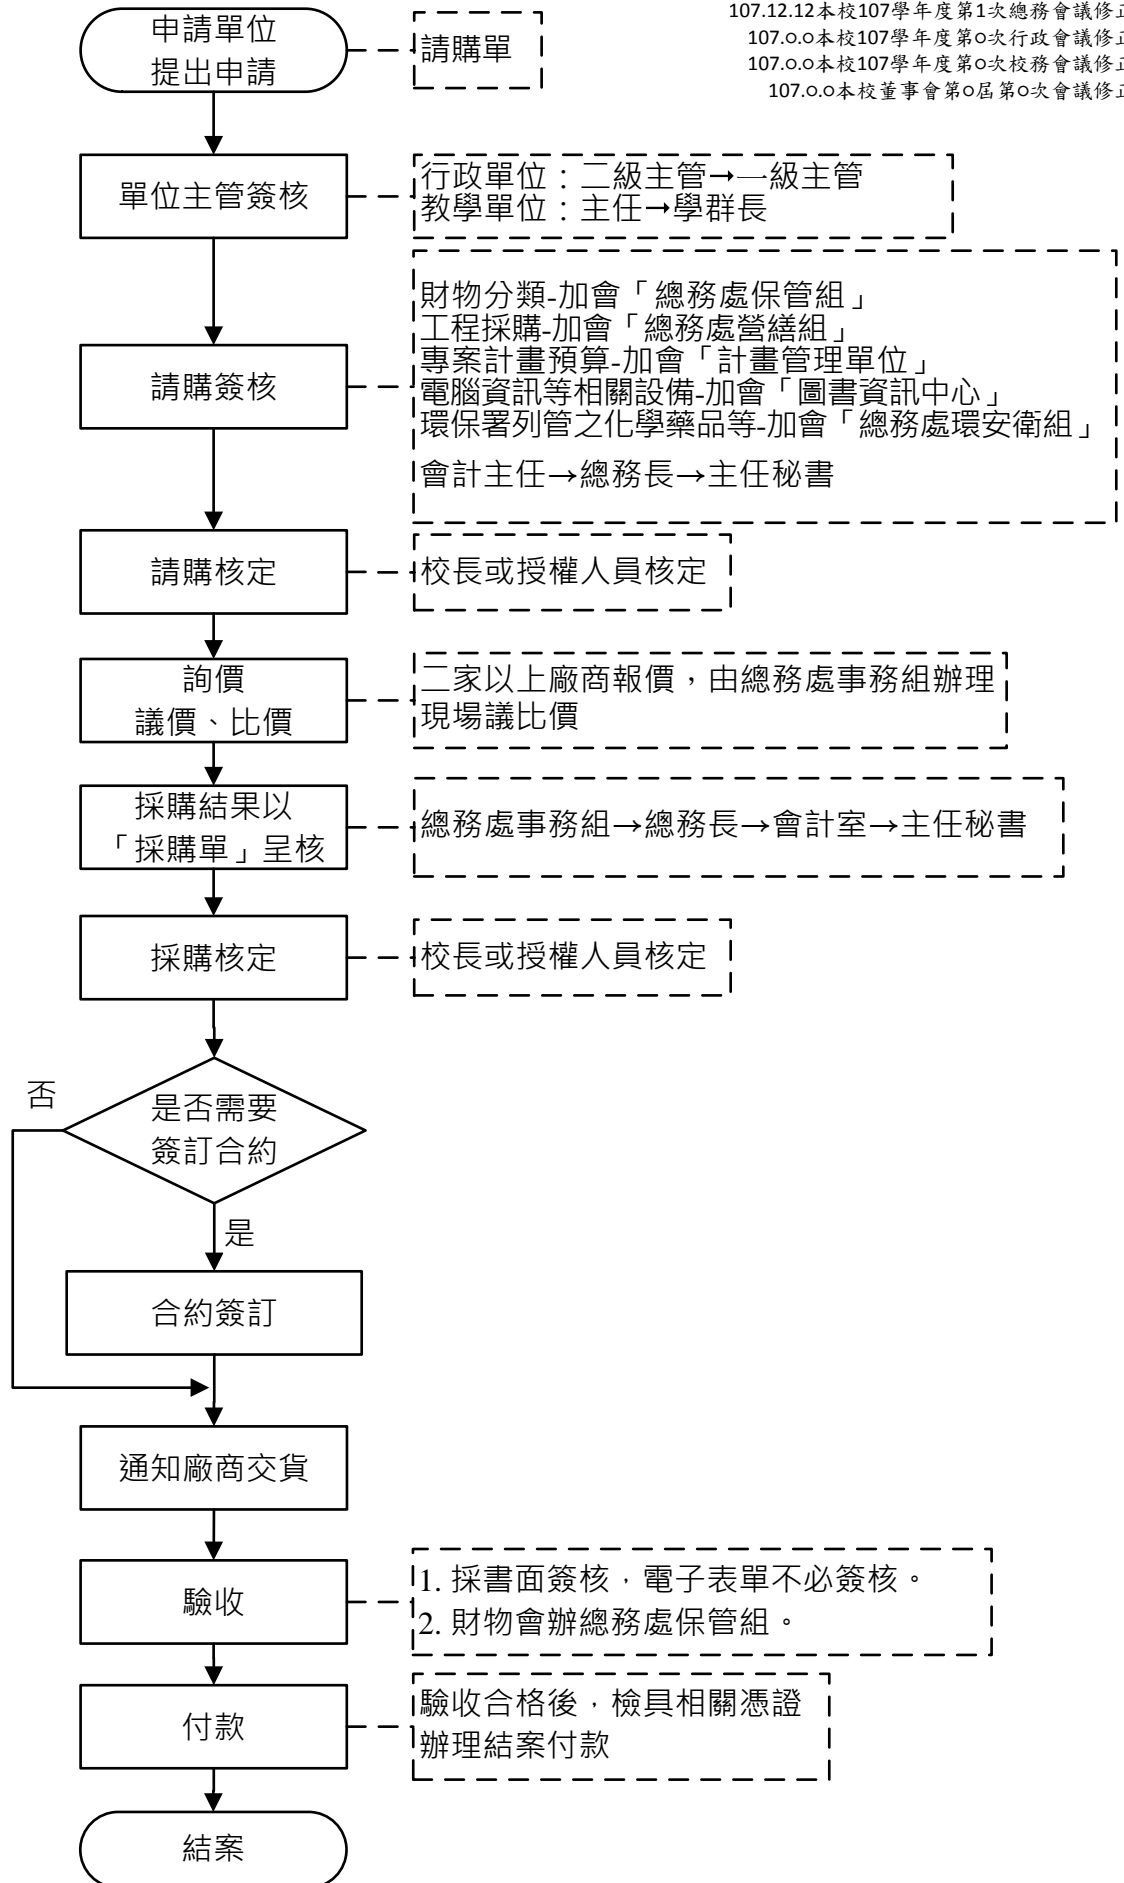 107.12.12本校107學年度第1次總務會議修正
107.o.o本校107學年度第o次行政會議修正
107.o.o本校107學年度第o次校務會議修正
107.o.o本校董事會第o屆第o次會議修正
申請單位
提出申請
請購單
單位主管簽核
行政單位：二級主管→一級主管
教學單位：主任→學群長
請購簽核
財物分類-加會「總務處保管組」
工程採購-加會「總務處營繕組」
專案計畫預算-加會「計畫管理單位」
電腦資訊等相關設備-加會「圖書資訊中心」
環保署列管之化學藥品等-加會「總務處環安衛組」
會計主任→總務長→主任秘書
請購核定
校長或授權人員核定
詢價
議價、比價
二家以上廠商報價，由總務處事務組辦理
現場議比價
採購結果以
「採購單」呈核
總務處事務組→總務長→會計室→主任秘書
採購核定
校長或授權人員核定
否
是否需要
簽訂合約
是
合約簽訂
通知廠商交貨
驗收
1. 採書面簽核，電子表單不必簽核。
2. 財物會辦總務處保管組。
付款
驗收合格後，檢具相關憑證
辦理結案付款
結案